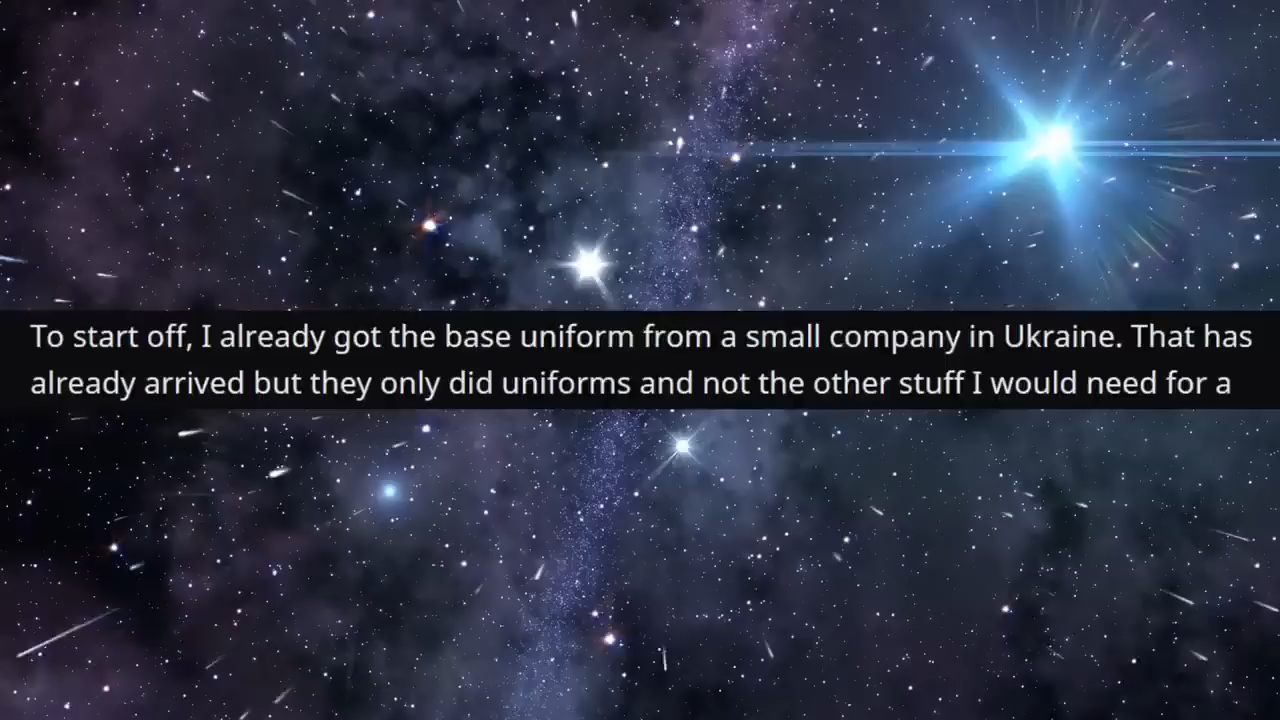 To start off, I already got the base uniform from a small company in Ukraine. That has
already arrived but they only did uniforms and not the other stuff I would need for a